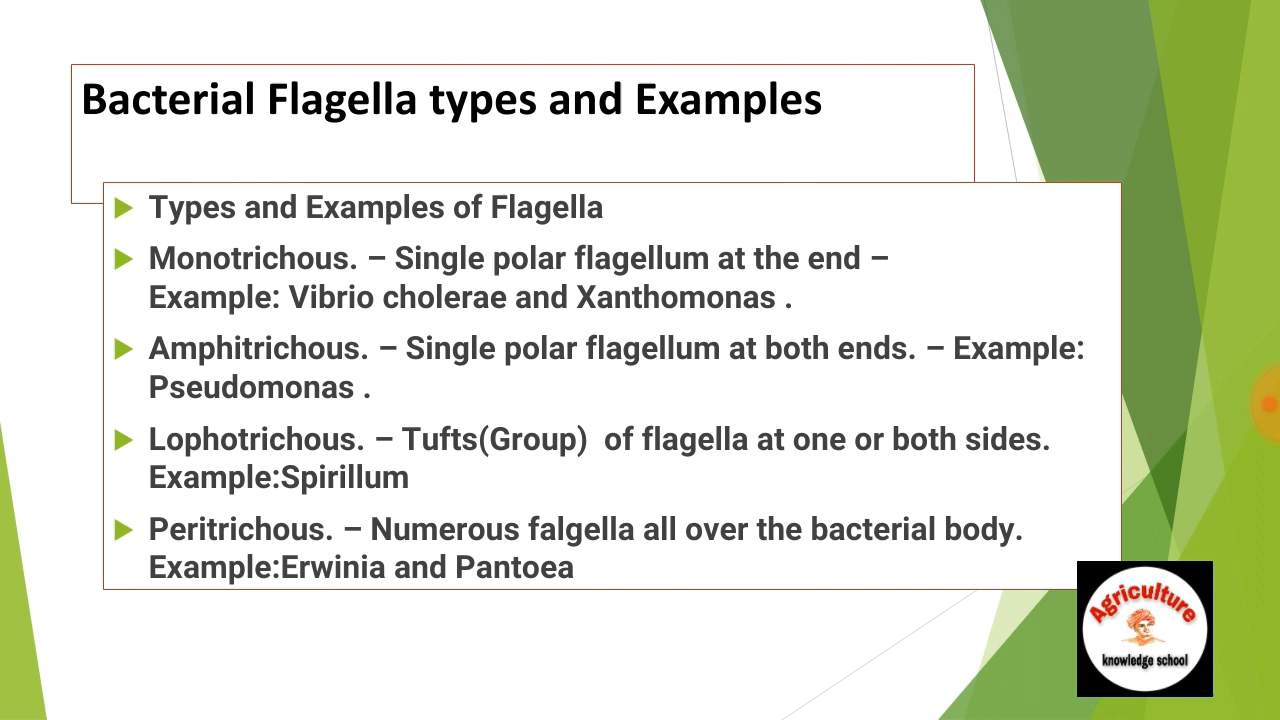 Bacterial Flagella types and Examples
Types and Examples of Flagella
Monotrichous. – Single polar flagellum at the end –
Example: Vibrio cholerae and Xanthomonas .
Amphitrichous. – Single polar flagellum at both ends. – Example:
Pseudomonas .
Lophotrichous. – Tufts(Group)  of flagella at one or both sides.
Example:Spirillum
Peritrichous. – Numerous falgella all over the bacterial body.
Example:Erwinia and Pantoea
Agriculture
knowledge school